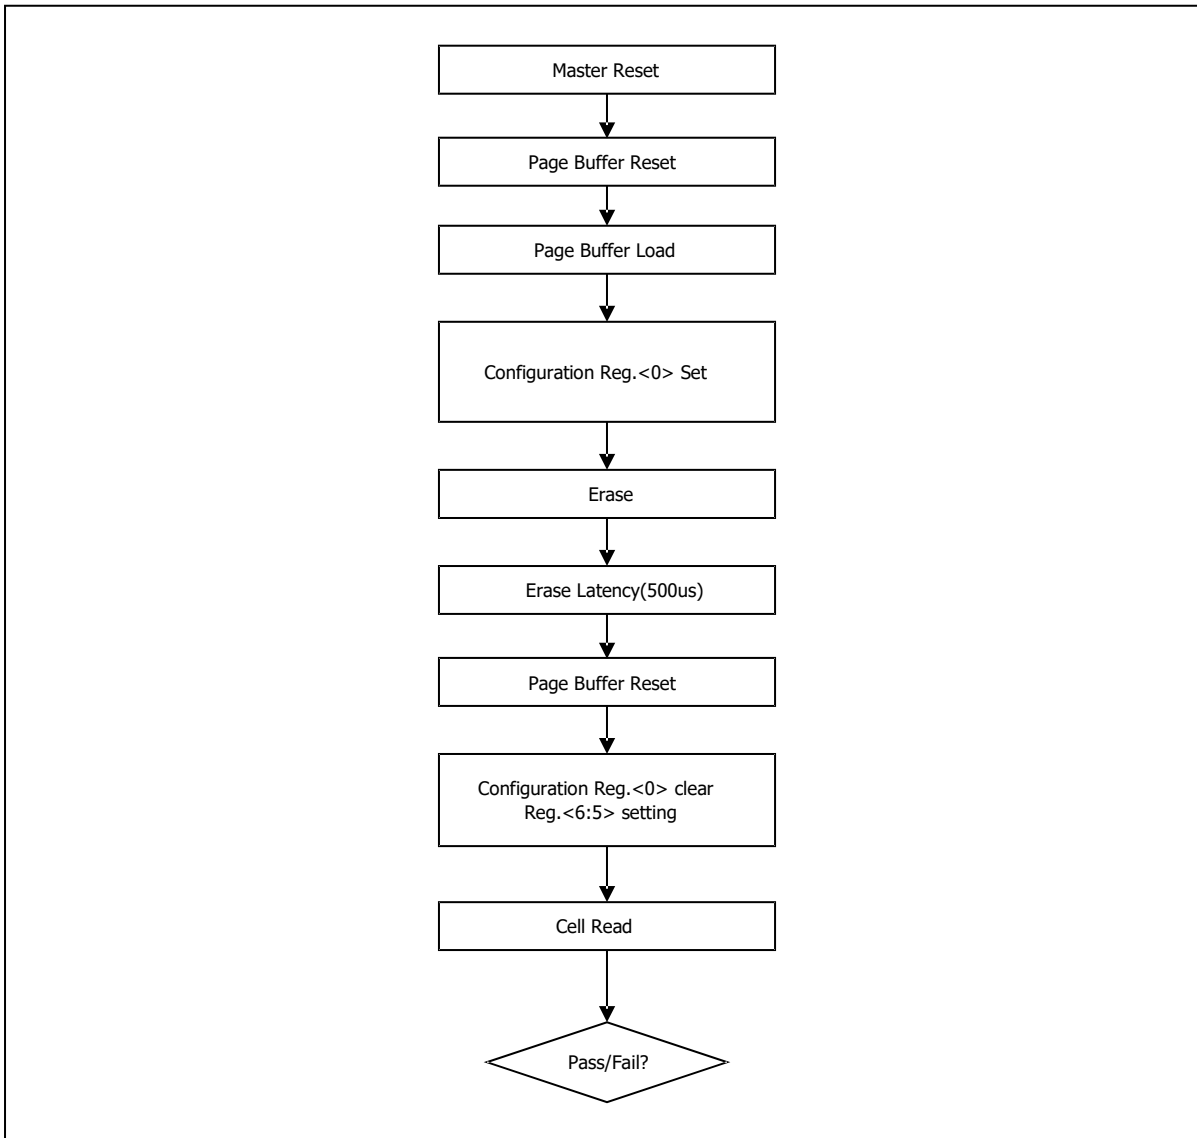 Master Reset
Page Buffer Reset
Page Buffer Load
Configuration Reg.<0> Set
Erase
Erase Latency(500us)
Page Buffer Reset
Configuration Reg.<0> clear
Reg.<6:5> setting
Cell Read
Pass/Fail?